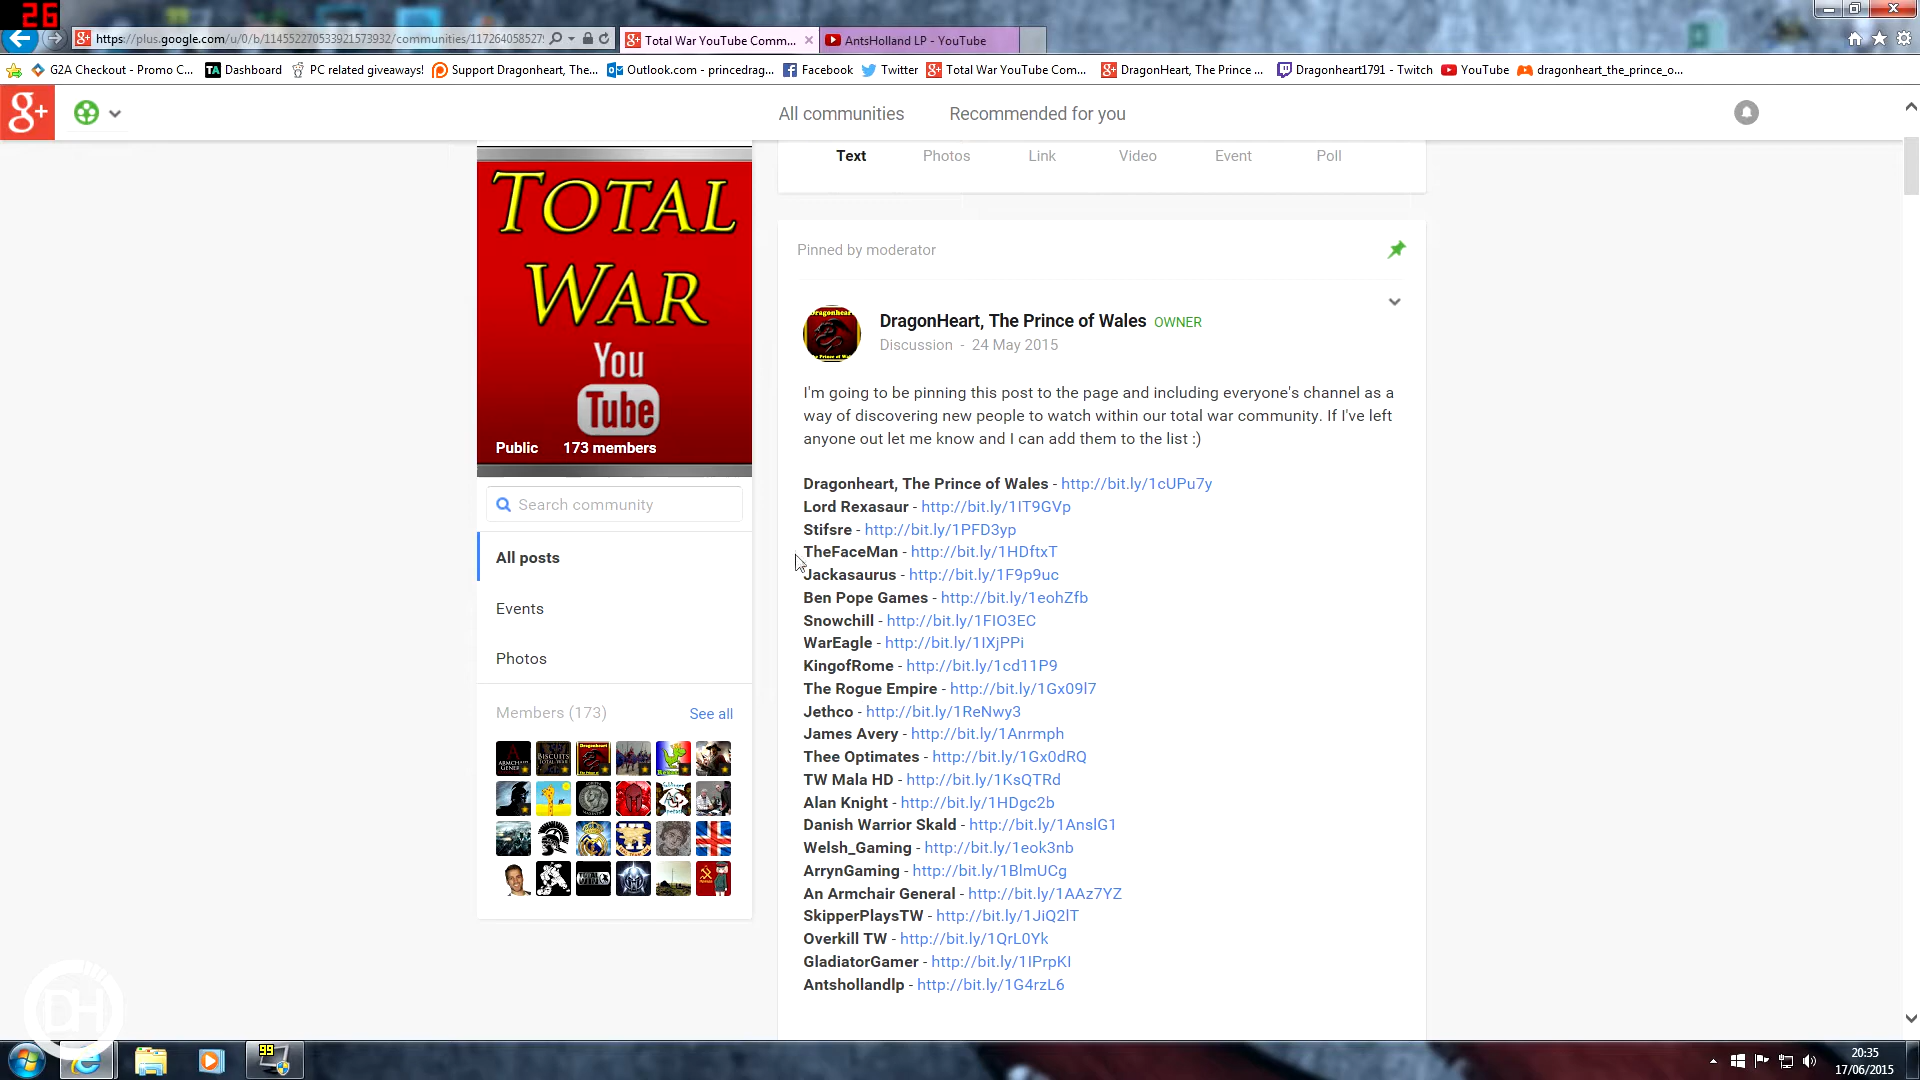 26
https://plus.google.com/u/0/b/114552270533921573932/communities/11726405852
Total War YouTube Comm...
AntsHolland LP - YouTube
G2A Checkout - Promo C...
TA Dashboard
PC related giveaways!
Support Dragonheart, The...
Outlook.com - princedrag...
Facebook
Twitter
Total War YouTube Com...
DragonHeart, The Prince ...
Dragonheart1791 - Twitch
YouTube
dragonheart_the_prince_o...
g+
All communities
Recommended for you
Text
Photos
Link
Video
Event
Poll
TOTAL
WAR
You
Tube
Public
173 members
Search community
All posts
Events
Photos
Members (173)
See all
Pinned by moderator
DragonHeart, The Prince of Wales OWNER
Discussion - 24 May 2015
I'm going to be pinning this post to the page and including everyone's channel as a
way of discovering new people to watch within our total war community. If I've left
anyone out let me know and I can add them to the list :)
Dragonheart, The Prince of Wales - http://bit.ly/1cUPu7y
Lord Rexasaur - http://bit.ly/1IT9GVp
Stifsre - http://bit.ly/1PFD3yp
TheFaceMan - http://bit.ly/1HDftxT
Jackasaurus - http://bit.ly/1F9p9uc
Ben Pope Games - http://bit.ly/1eohZfb
Snowchill - http://bit.ly/1FIO3EC
WarEagle - http://bit.ly/1IXjPPi
KingofRome - http://bit.ly/1cd11P9
The Rogue Empire - http://bit.ly/1Gx09l7
Jethco - http://bit.ly/1ReNwy3
James Avery - http://bit.ly/1Anrmph
Thee Optimates - http://bit.ly/1Gx0dRQ
TW Mala HD - http://bit.ly/1KsQTRd
Alan Knight - http://bit.ly/1HDgc2b
Danish Warrior Skald - http://bit.ly/1AnslG1
Welsh_Gaming - http://bit.ly/1eok3nb
ArrynGaming - http://bit.ly/1BlmUCg
An Armchair General - http://bit.ly/1AAz7YZ
SkipperPlaysTW - http://bit.ly/1JiQ2lT
Overkill TW - http://bit.ly/1QrL0Yk
GladiatorGamer - http://bit.ly/1IPrpKI
Antshollandlp - http://bit.ly/1G4rzL6
DH
99
20:35
17/06/2015